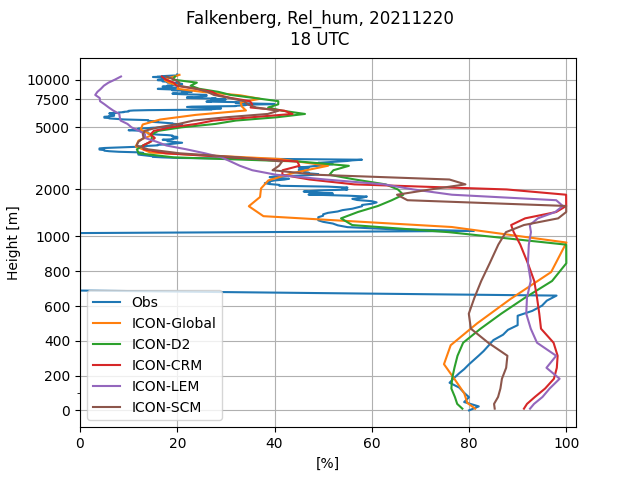 Falkenberg, Rel_hum, 20211220
18 UTC
10000
7500
5000
2000
1000
800
600
400
200
0
Height [m]
Obs
ICON-Global
ICON-D2
ICON-CRM
ICON-LEM
ICON-SCM
0 20 40 60 80 100
[%]